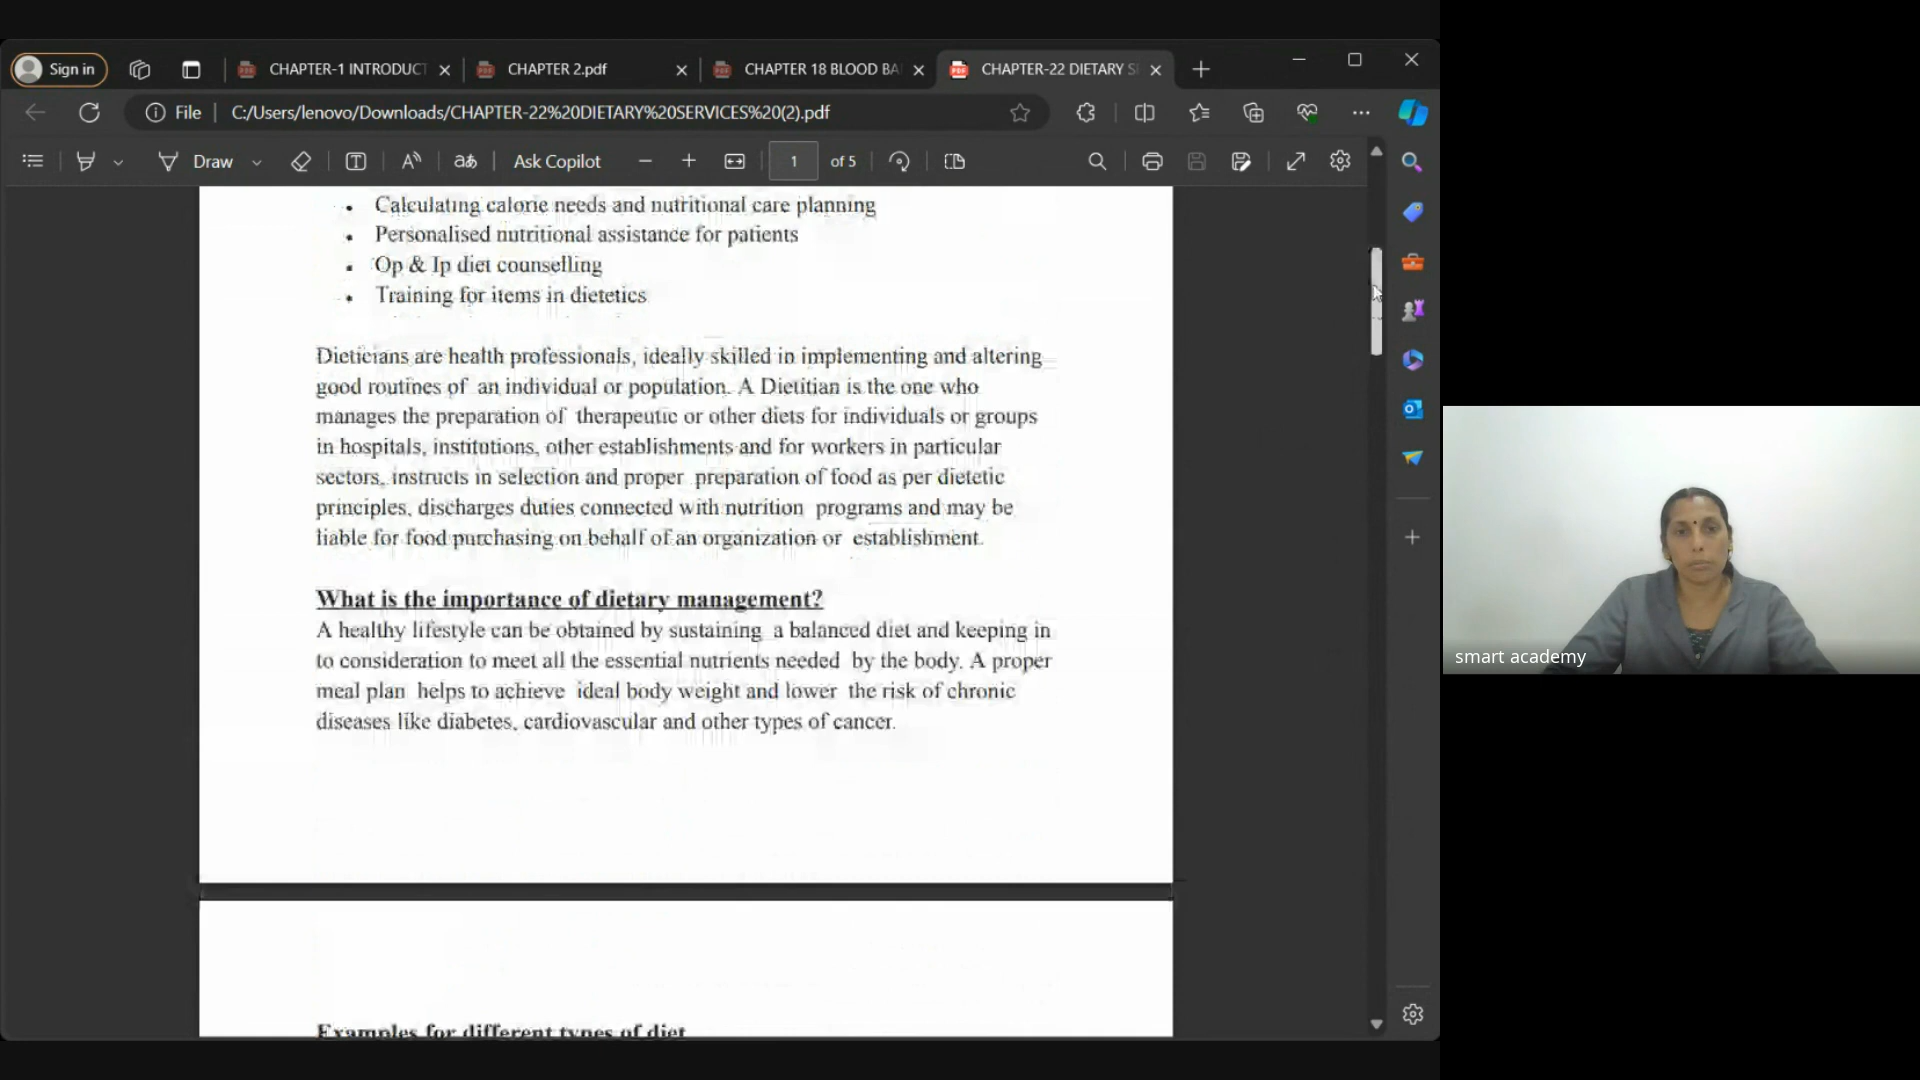 Sign in
CHAPTER-1 INTRODUCT
CHAPTER 2.pdf
CHAPTER 18 BLOOD BA
CHAPTER-22 DIETARY S
File
C:/Users/lenovo/Downloads/CHAPTER-22%20DIETARY%20SERVICES%20(2).pdf
Draw
Ask Copilot
1 of 5
• Calculating calorie needs and nutritional care planning
• Personalised nutritional assistance for patients
• Op & Ip diet counselling
• Training for items in dietetics
Dieticians are health professionals, ideally skilled in implementing and altering
good routines of an individual or population. A Dietitian is the one who
manages the preparation of therapeutic or other diets for individuals or groups
in hospitals, institutions, other establishments and for workers in particular
sectors, instructs in selection and proper preparation of food as per dietetic
principles, discharges duties connected with nutrition programs and may be
liable for food purchasing on behalf of an organization or establishment.
What is the importance of dietary management?
A healthy lifestyle can be obtained by sustaining a balanced diet and keeping in
to consideration to meet all the essential nutrients needed by the body. A proper
meal plan helps to achieve ideal body weight and lower the risk of chronic
diseases like diabetes, cardiovascular and other types of cancer.
Examples for different types of diet
smart academy